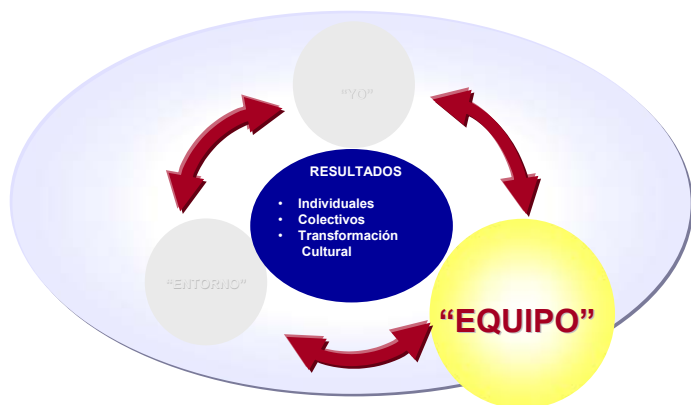 “YO”
RESULTADOS
• Individuales
• Colectivos
• Transformación
Cultural
“ENTORNO”
“EQUIPO”